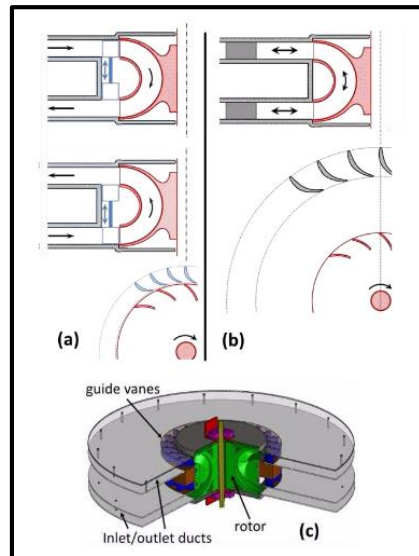 (a)
(b)
guide vanes
Inlet/outlet ducts
rotor
(c)